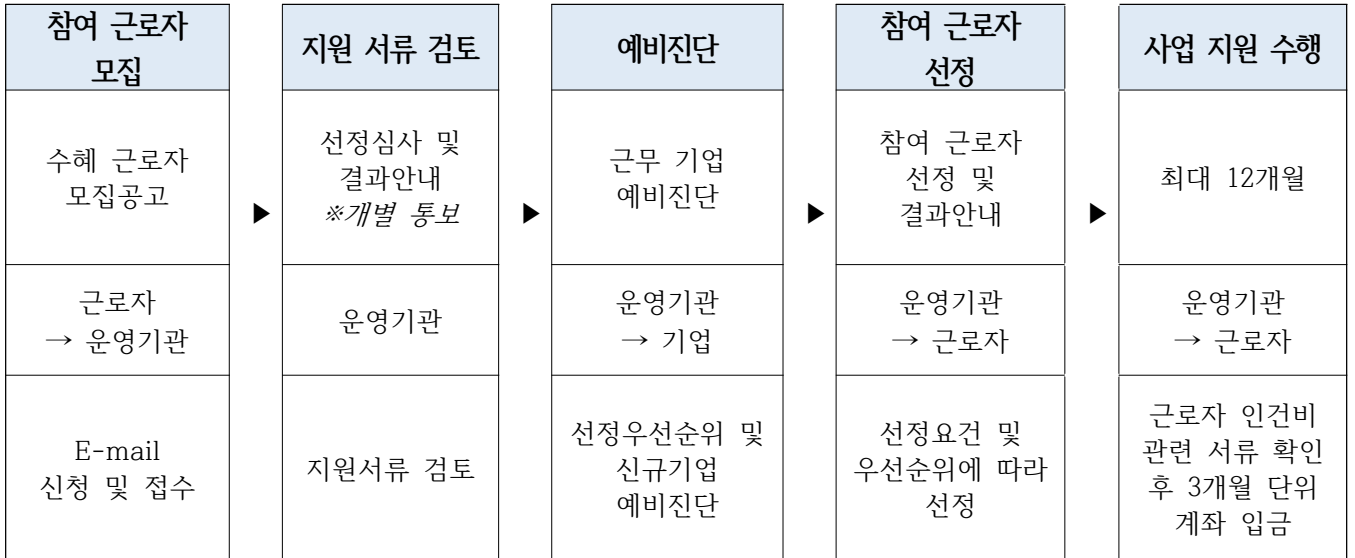 참여 근로자
모집
지원 서류 검토
예비진단
참여 근로자
선정
사업 지원 수행
수혜 근로자
모집공고
▶
선정심사 및
결과안내
※개별 통보
▶
근무 기업
예비진단
▶
참여 근로자
선정 및
결과안내
▶
최대 12개월
근로자
→ 운영기관
운영기관
운영기관
→ 기업
운영기관
→ 근로자
운영기관
→ 근로자
E-mail
신청 및 접수
지원서류 검토
선정우선순위 및
신규기업
예비진단
선정요건 및
우선순위에 따라
선정
근로자 인건비
관련 서류 확인
후 3개월 단위
계좌 입금